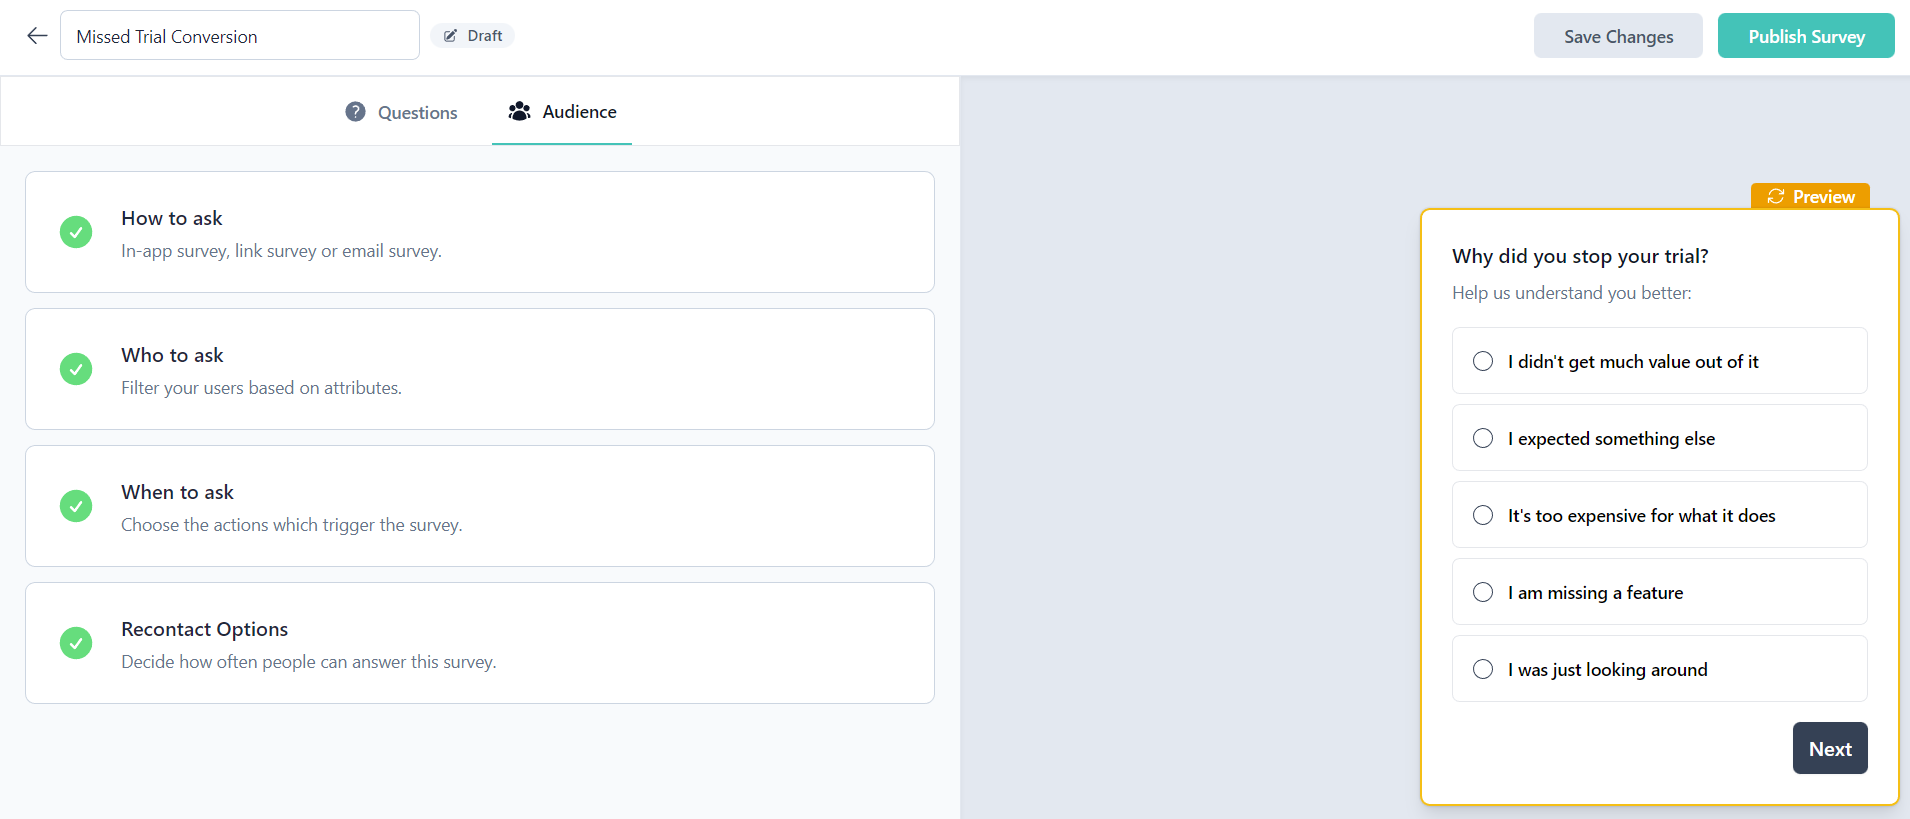 Missed Trial Conversion
Draft
Save Changes
Publish Survey
Questions
Audience
How to ask
In-app survey, link survey or email survey.
Who to ask
Filter your users based on attributes.
When to ask
Choose the actions which trigger the survey.
Recontact Options
Decide how often people can answer this survey.
Preview
Why did you stop your trial?
Help us understand you better:
I didn't get much value out of it
I expected something else
It's too expensive for what it does
I am missing a feature
I was just looking around
Next